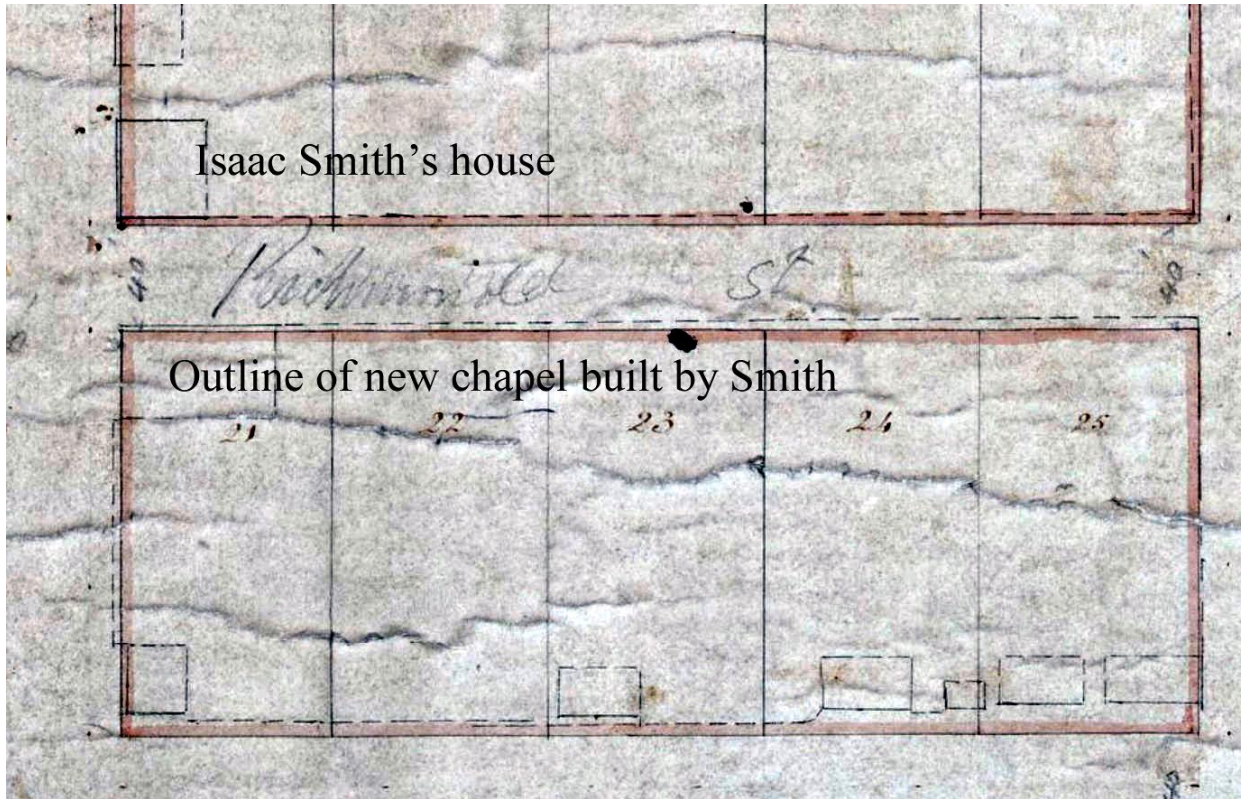 Isaac Smith’s house
40 Richmond St 40
Outline of new chapel built by Smith
21 22 23 24 25